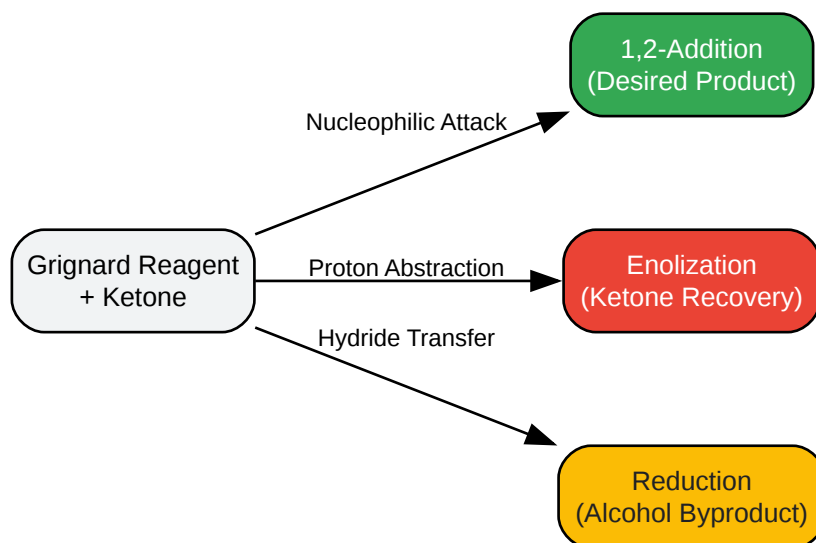 1,2-Addition
(Desired Product)
Nucleophilic Attack
Grignard Reagent
+ Ketone
Proton Abstraction
Enolization
(Ketone Recovery)
Hydride Transfer
Reduction
(Alcohol Byproduct)